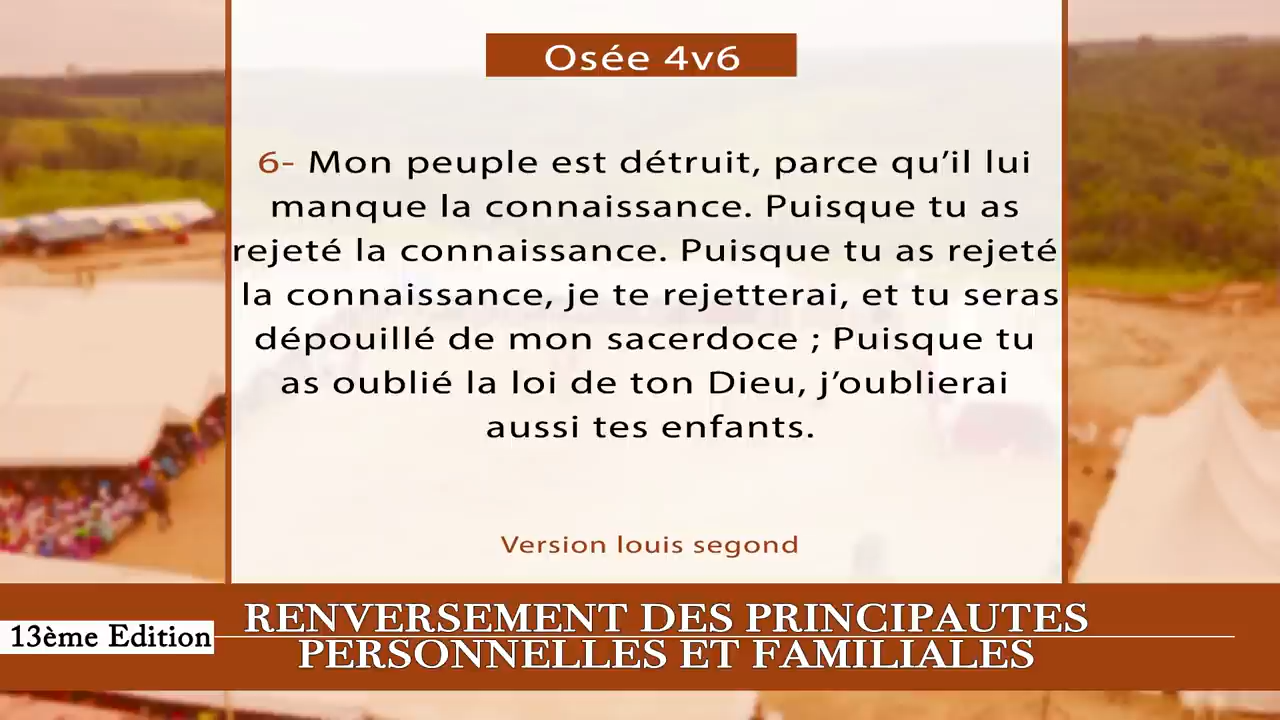 Osée 4v6
6- Mon peuple est détruit, parce qu’il lui
manque la connaissance. Puisque tu as
rejeté la connaissance. Puisque tu as rejeté
la connaissance, je te rejetterai, et tu seras
dépouillé de mon sacerdoce ; Puisque tu
as oublié la loi de ton Dieu, j’oublierai
aussi tes enfants.
Version louis segond
13ème Edition
RENVERSEMENT DES PRINCIPAUTES
PERSONNELLES ET FAMILIALES